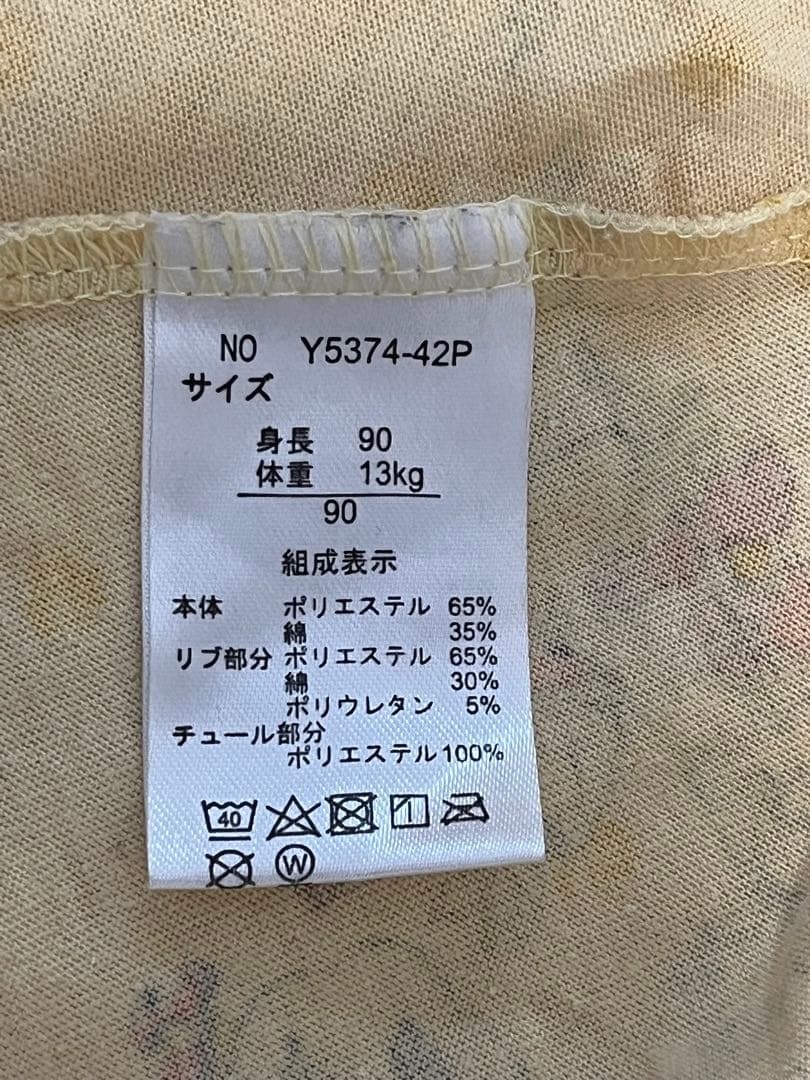 NO Y5374-42P
サイズ
身長 90
体重 13kg
90
組成表示
本体 ポリエステル 65%
綿 35%
リブ部分 ポリエステル 65%
綿 30%
ポリウレタン 5%
チュール部分
ポリエステル100%
40
W